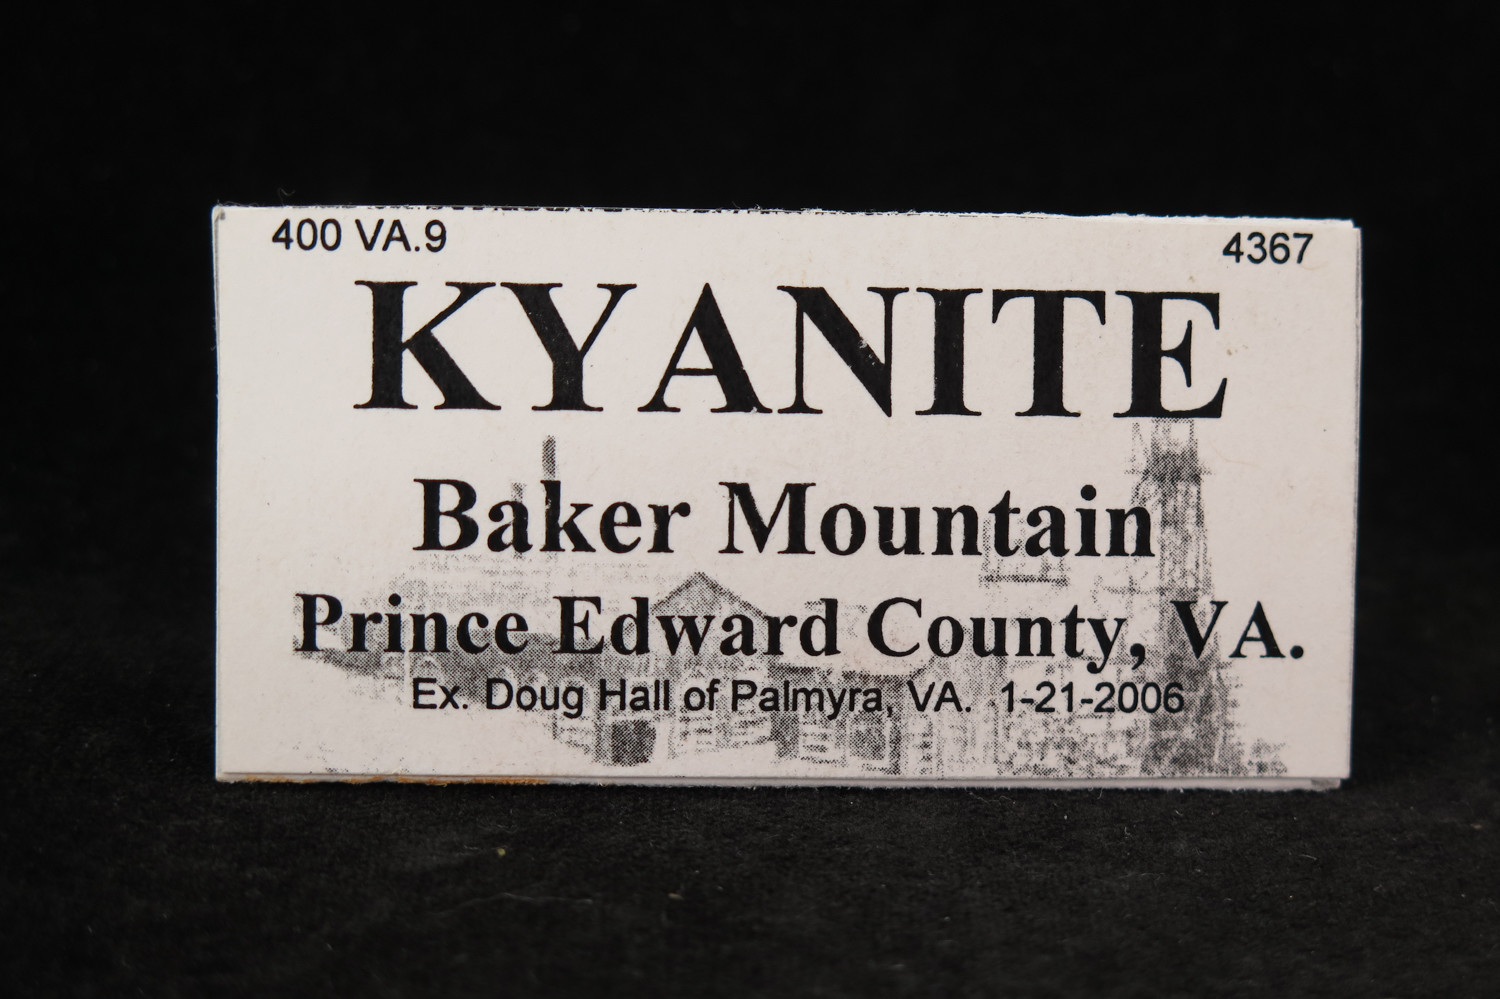 400 VA.9 4367
KYANITE
Baker Mountain
Prince Edward County, VA.
Ex. Doug Hall of Palmyra, VA. 1-21-2006